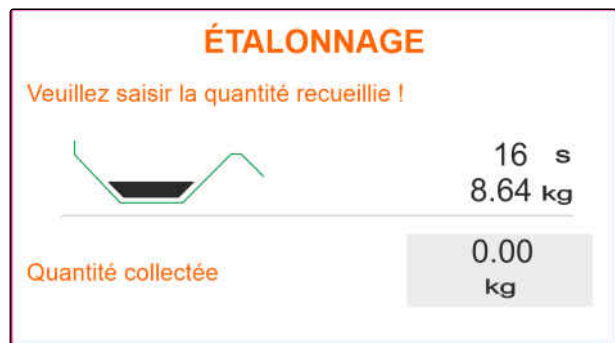 ÉTALONNAGE
Veuillez saisir la quantité recueillie !
16 s
8.64 kg
Quantité collectée
0.00
kg